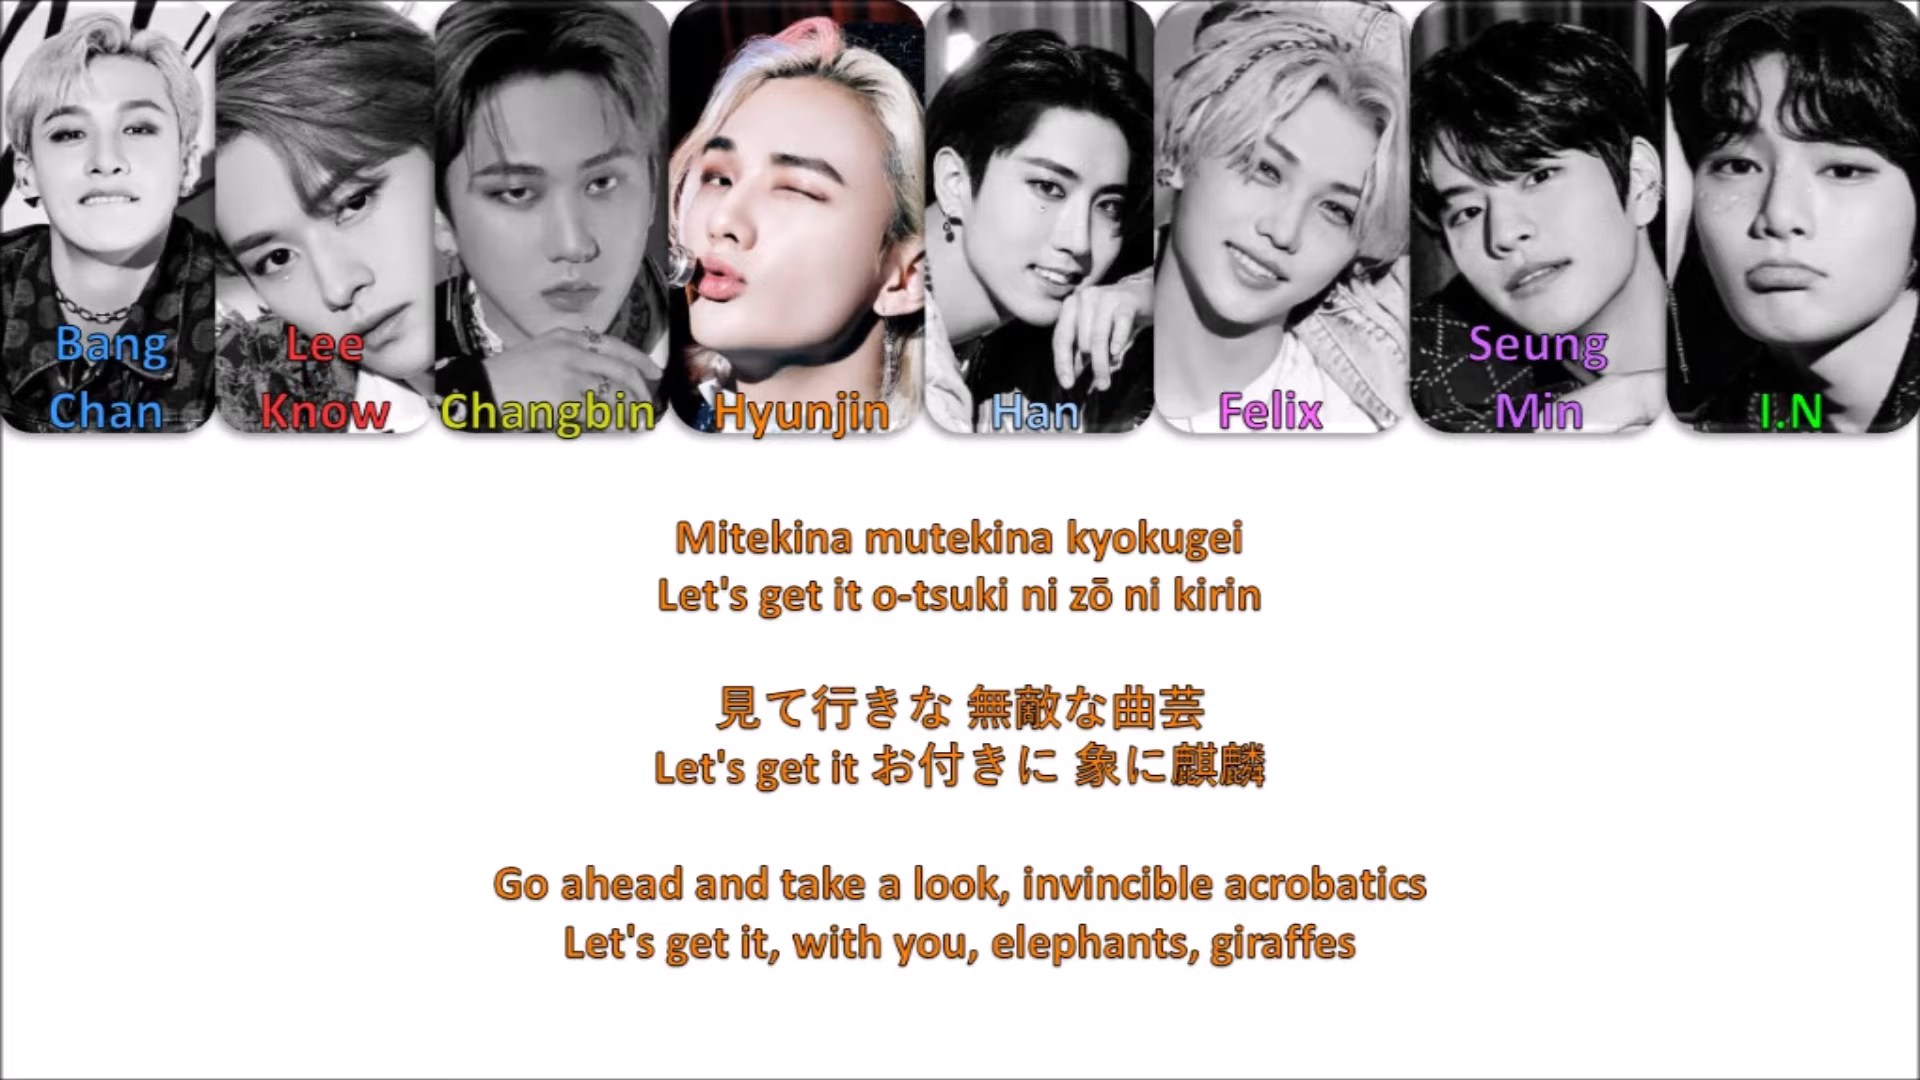 Bang
Chan
Lee
Know
Changbin
Hyunjin
Han
Felix
Seung
Min
I.N
Mitekina mutekina kyokugei
Let's get it o-tsuki ni zō ni kirin
見て行きな 無敵な曲芸
Let's get it お付きに 象に麒麟
Go ahead and take a look, invincible acrobatics
Let's get it, with you, elephants, giraffes